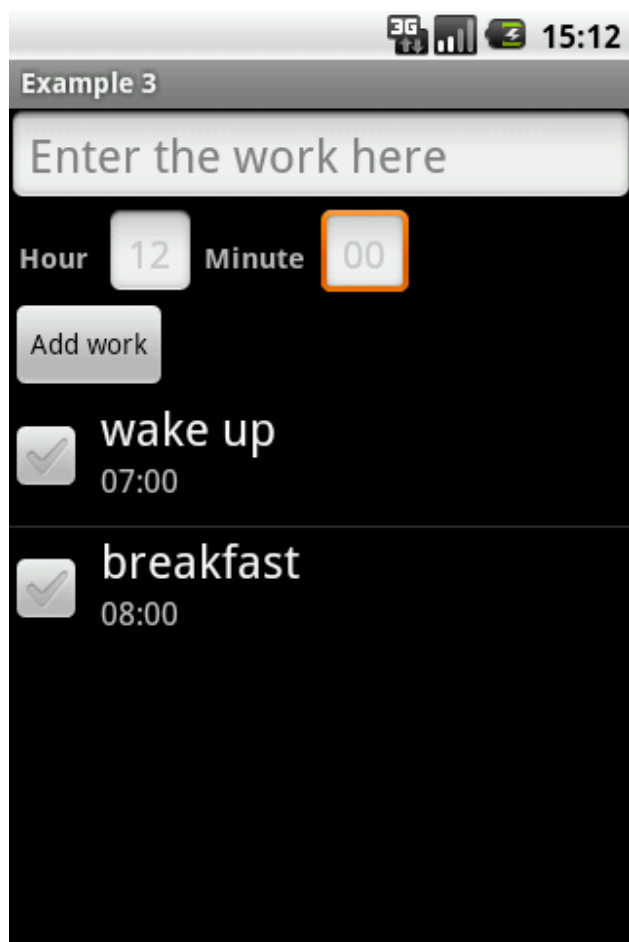 3G 15:12
Example 3
Enter the work here
Hour 12 Minute 00
Add work
wake up
07:00
breakfast
08:00